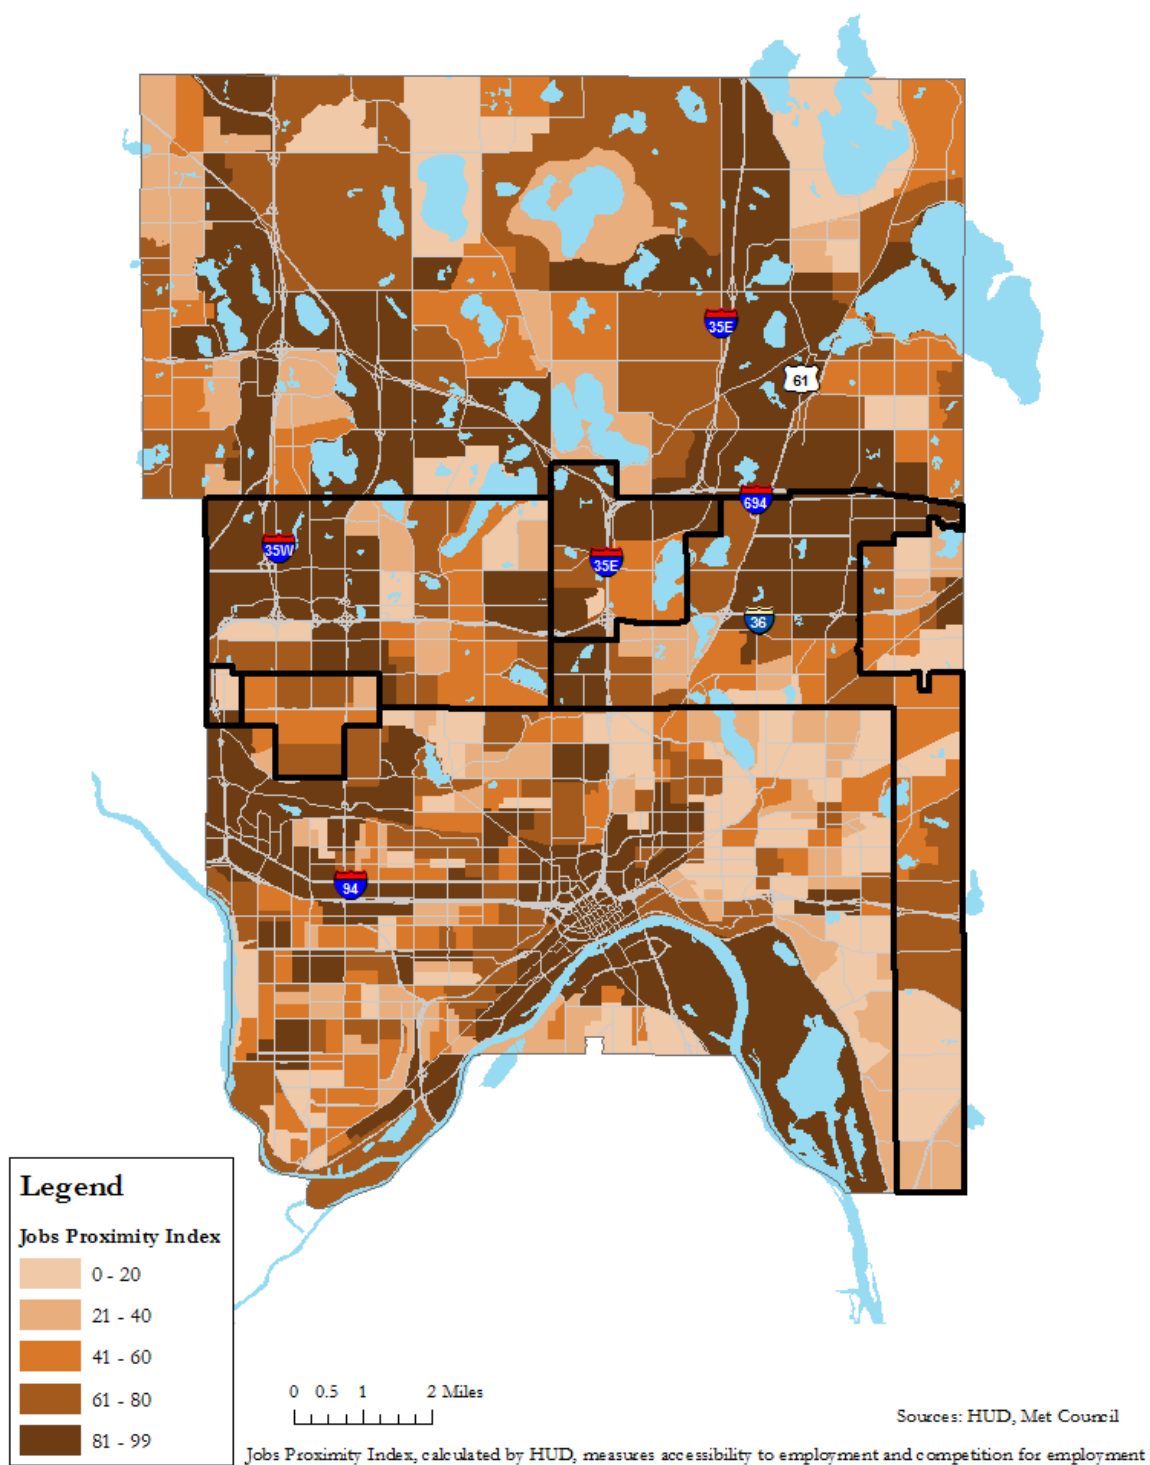 35E
61
694
35W
35E
36
94
Legend
Jobs Proximity Index
0 - 20
21 - 40
41 - 60
61 - 80
81 - 99
0 0.5 1 2 Miles
Sources: HUD, Met Council
Jobs Proximity Index, calculated by HUD, measures accessibility to employment and competition for employment